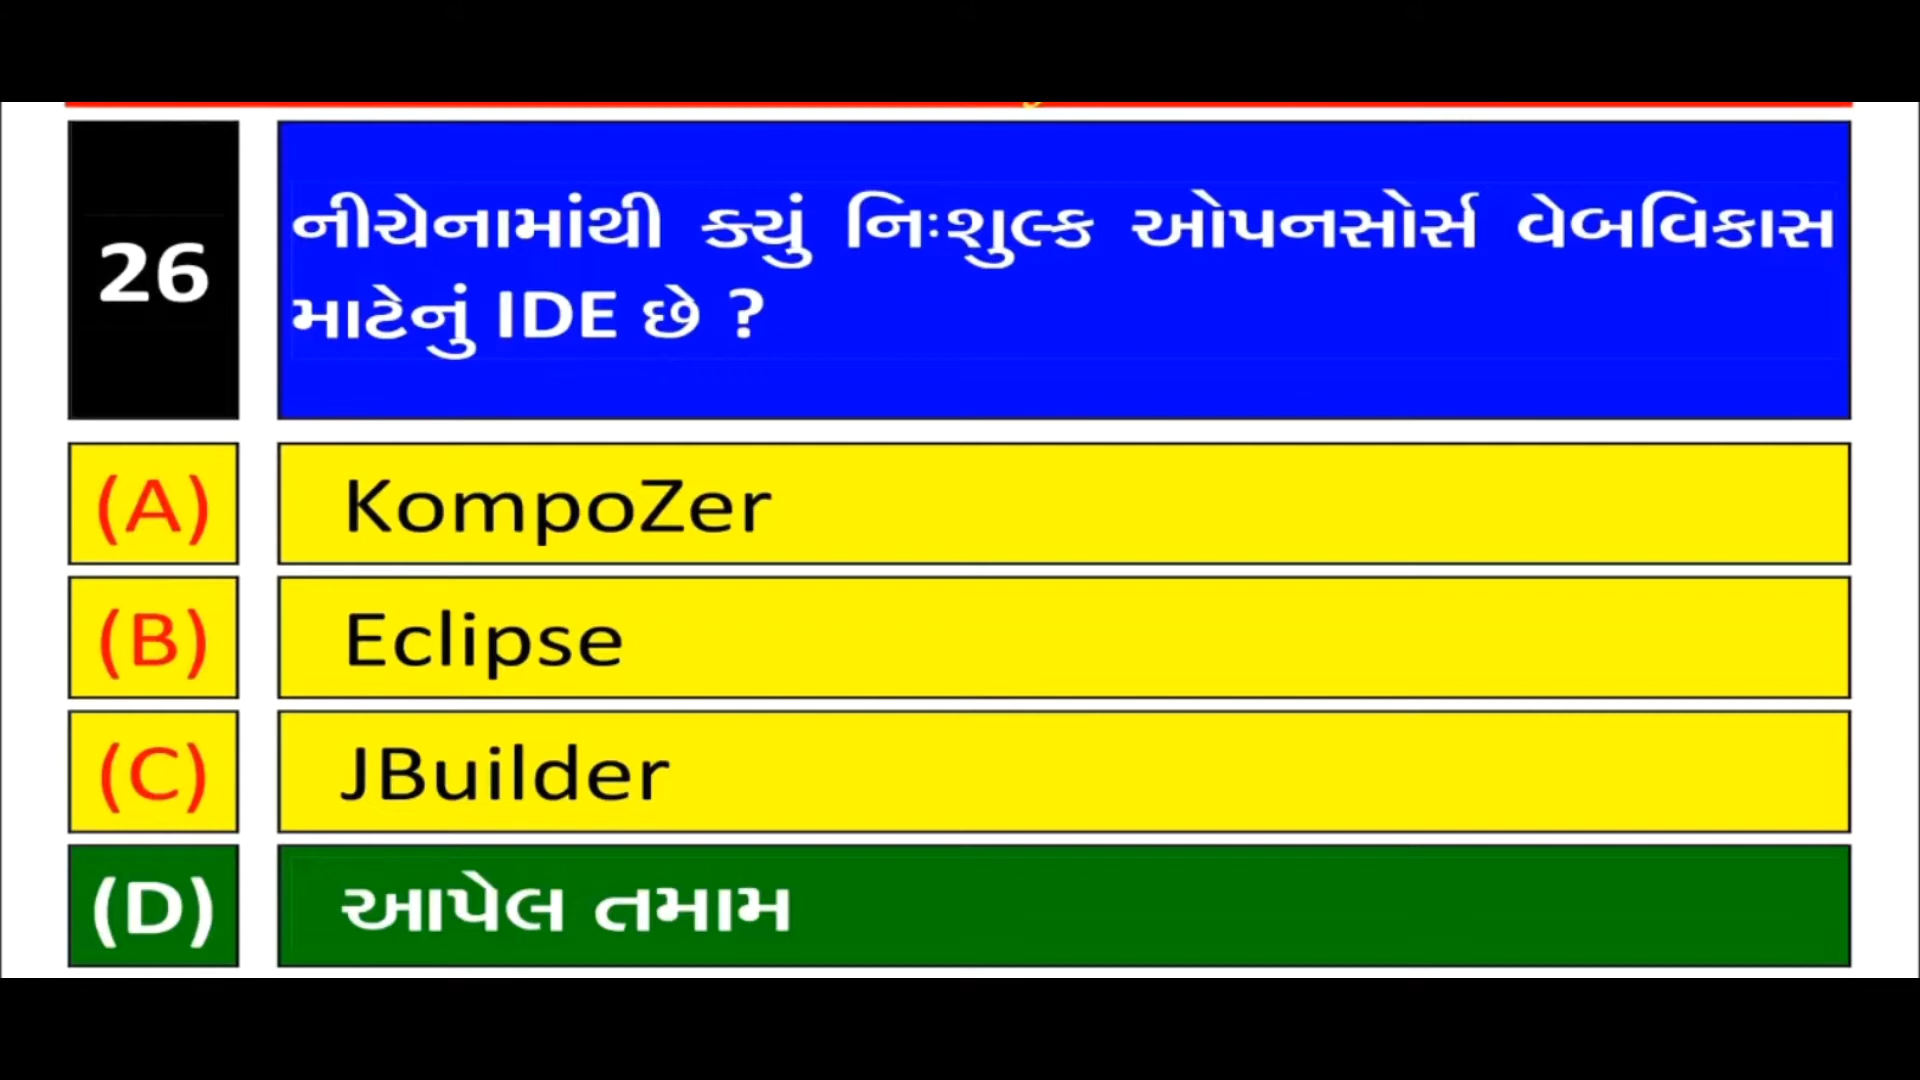 26
નીચેનામાંથી ક્યું નિઃશુલ્ક ઓપનસોર્સ વેબવિકાસ
માટેનું IDE છે ?
(A) KompoZer
(B) Eclipse
(C) JBuilder
(D) આપેલ તમામ